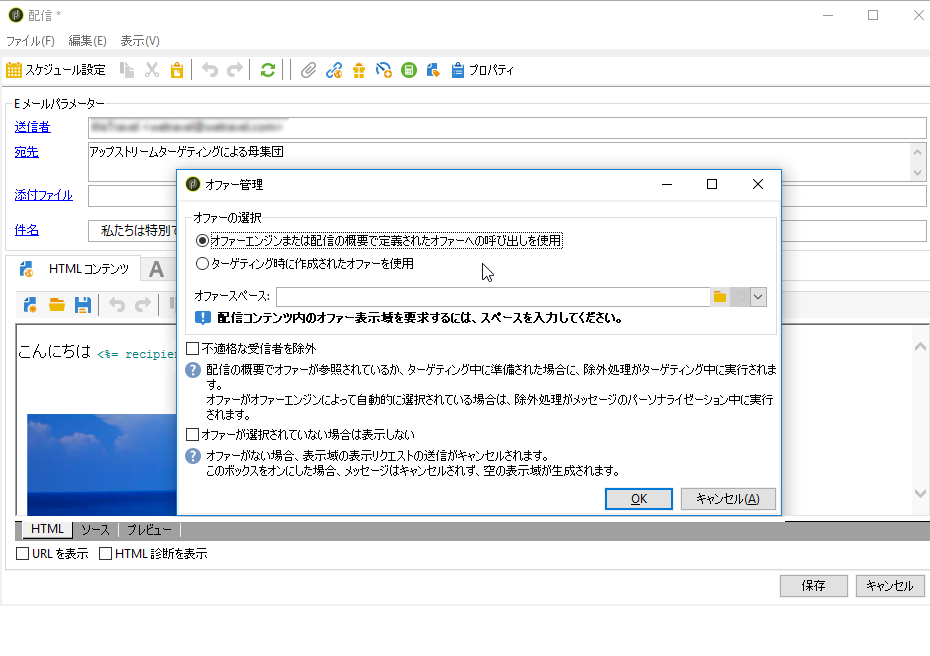 配信 *
ファイル(F) 編集(E) 表示(V)
スケジュール設定 プロパティ
Eメールパラメーター
送信者
宛先 アップストリームターゲティングによる母集団
添付ファイル
件名 私たちは特別で
HTML コンテンツ A
こんにちは <%= recipien
オファー管理
オファーの選択
オファーエンジンまたは配信の概要で定義されたオファーへの呼び出しを使用
ターゲティング時に作成されたオファーを使用
オファースペース:
配信コンテンツ内のオファー表示域を要求するには、スペースを入力してください。
不適格な受信者を除外
配信の概要でオファーが参照されているか、ターゲティング中に準備された場合に、除外処理がターゲティング中に実行されま
す。
オファーがオファーエンジンによって自動的に選択されている場合は、除外処理がメッセージのパーソナライゼーション中に実行
されます。
オファーが選択されていない場合は表示しない
オファーがない場合、表示域の表示リクエストの送信がキャンセルされます。
このボックスをオンにした場合、メッセージはキャンセルされず、空の表示域が生成されます。
OK キャンセル(A)
HTML ソース プレビュー
URL を表示 HTML 診断を表示
保存 キャンセル